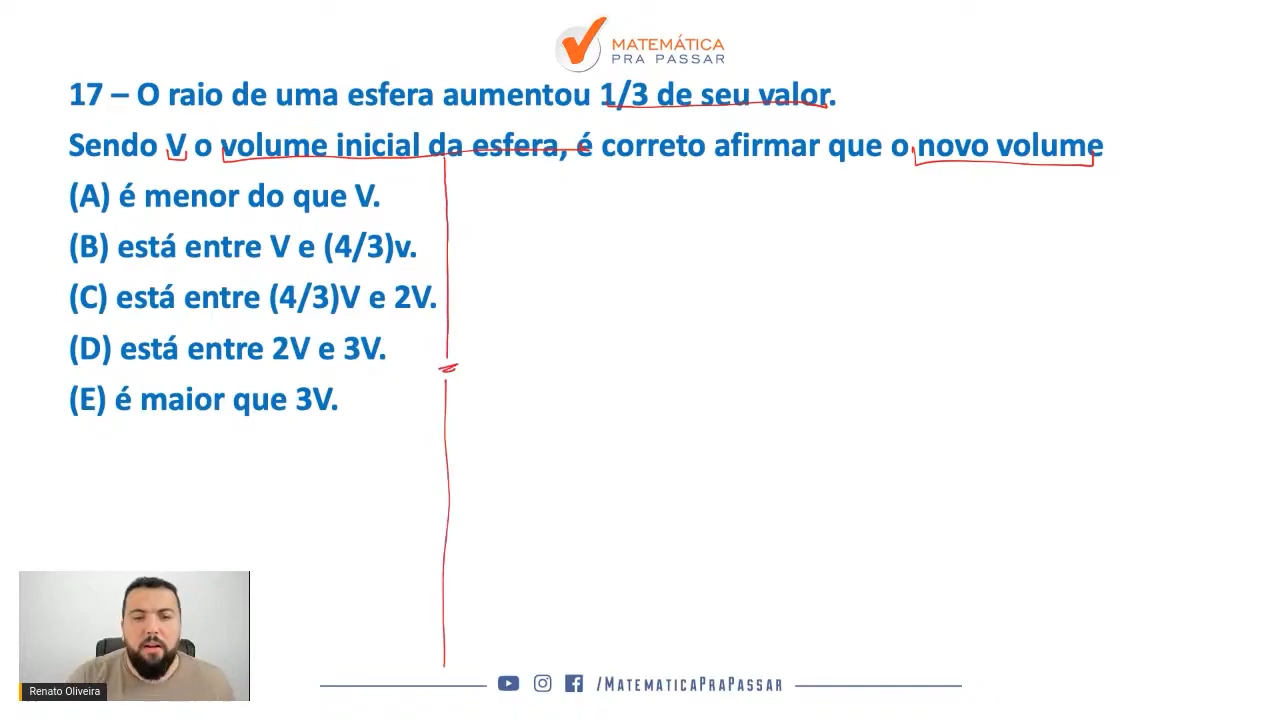 MATEMÁTICA
PRA PASSAR
17 – O raio de uma esfera aumentou 1/3 de seu valor.
Sendo V o volume inicial da esfera, é correto afirmar que o novo volume
(A) é menor do que V.
(B) está entre V e (4/3)v.
(C) está entre (4/3)V e 2V.
(D) está entre 2V e 3V.
(E) é maior que 3V.
Renato Oliveira
/MatematicaPraPassar